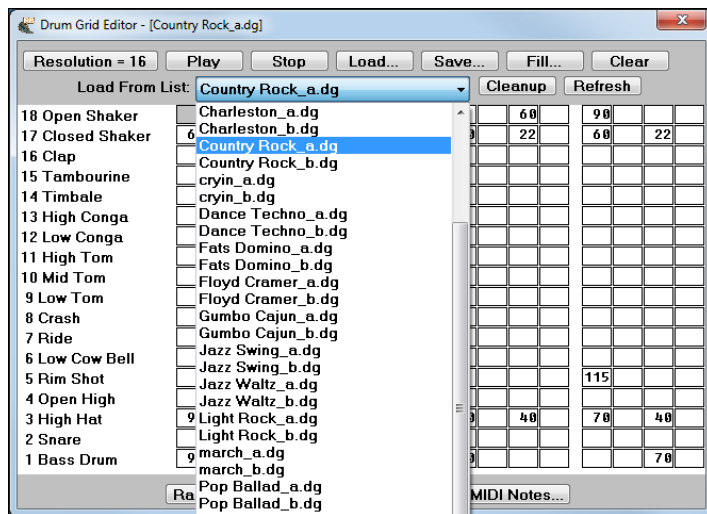 Drum Grid Editor - [Country Rock_a.dg]
Resolution = 16 Play Stop Load... Save... Fill... Clear
Load From List: Country Rock_a.dg Cleanup Refresh
18 Open Shaker 60 90
17 Closed Shaker 22 60 22
16 Clap
15 Tambourine
14 Timbale
13 High Conga
12 Low Conga
11 High Tom
10 Mid Tom
9 Low Tom
8 Crash
7 Ride
6 Low Cow Bell
5 Rim Shot 115
4 Open High
3 High Hat 9 40 70 40
2 Snare
1 Bass Drum 9 70
Charleston_a.dg
Charleston_b.dg
Country Rock_a.dg
Country Rock_b.dg
cryin_a.dg
cryin_b.dg
Dance Techno_a.dg
Dance Techno_b.dg
Fats Domino_a.dg
Fats Domino_b.dg
Floyd Cramer_a.dg
Floyd Cramer_b.dg
Gumbo Cajun_a.dg
Gumbo Cajun_b.dg
Jazz Swing_a.dg
Jazz Swing_b.dg
Jazz Waltz_a.dg
Jazz Waltz_b.dg
Light Rock_a.dg
Light Rock_b.dg
march_a.dg
march_b.dg
Pop Ballad_a.dg
Pop Ballad_b.dg
Ra MIDI Notes...